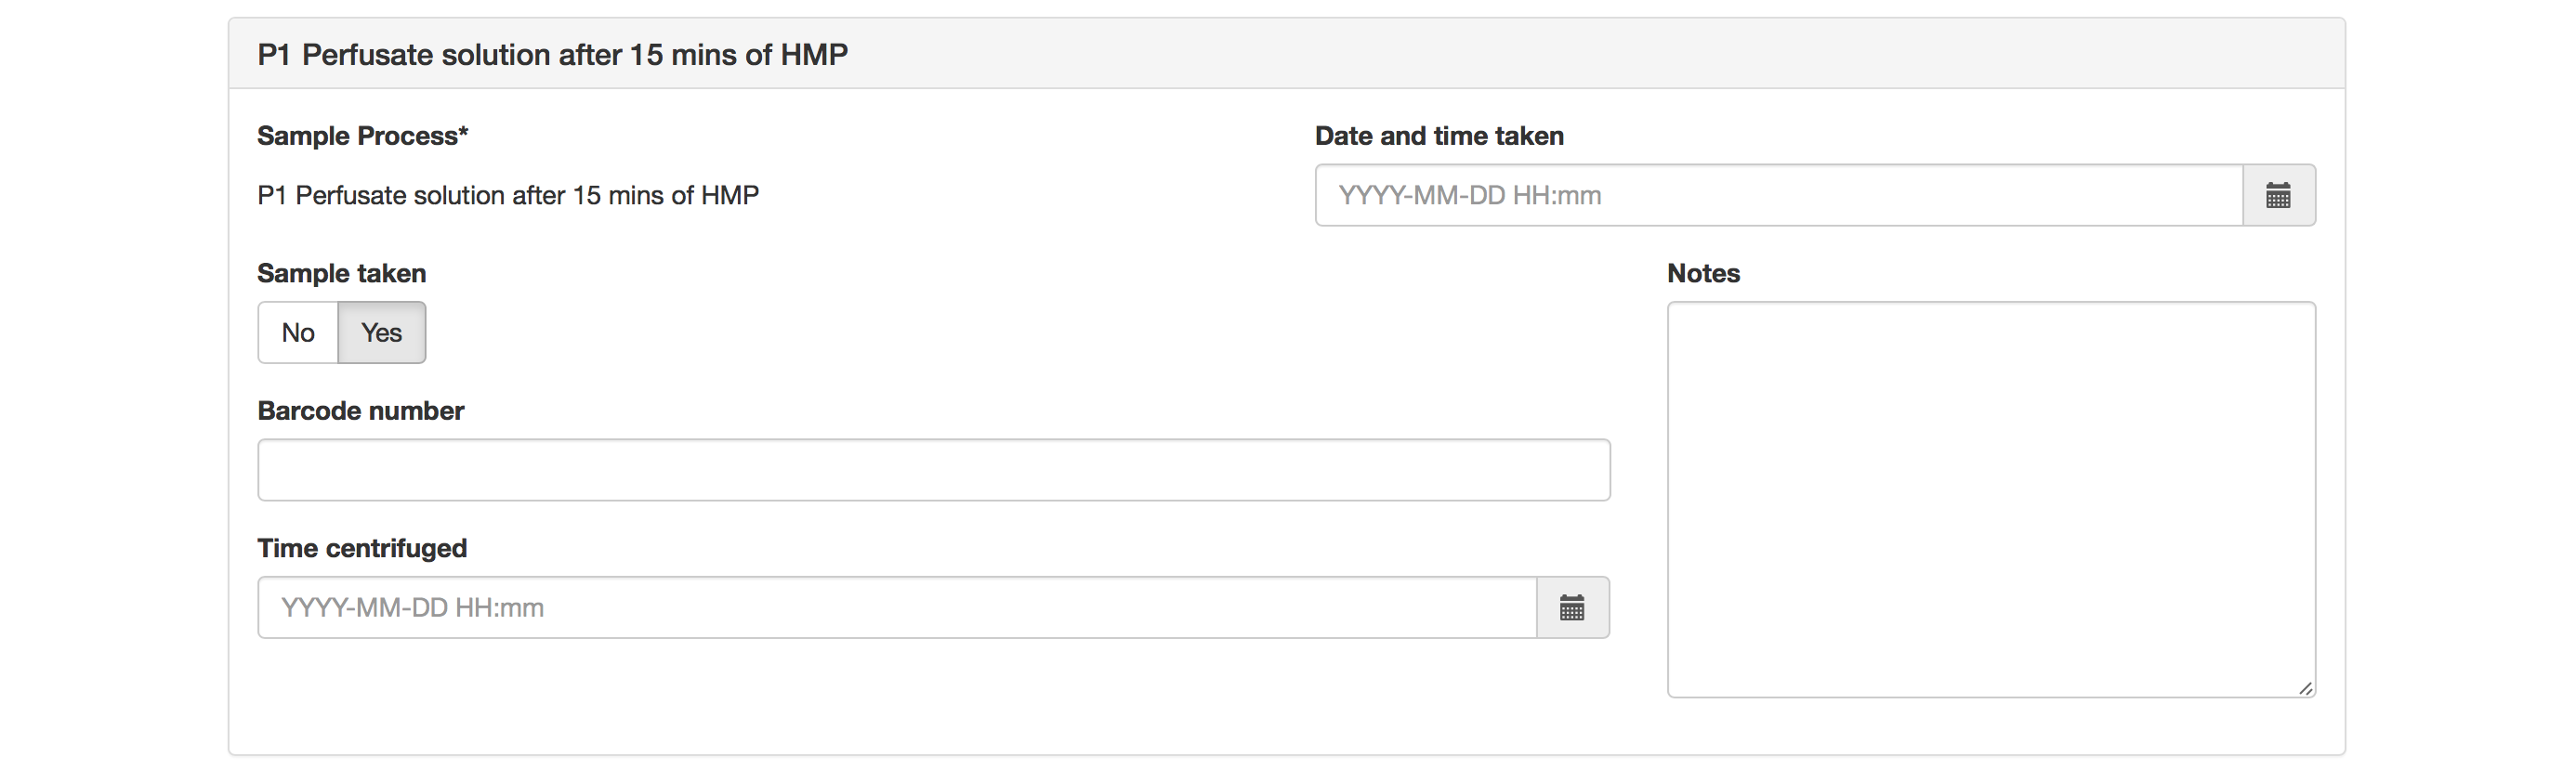 P1 Perfusate solution after 15 mins of HMP
Sample Process*
P1 Perfusate solution after 15 mins of HMP
Date and time taken
YYYY-MM-DD HH:mm
Sample taken
No Yes
Barcode number
Time centrifuged
YYYY-MM-DD HH:mm
Notes